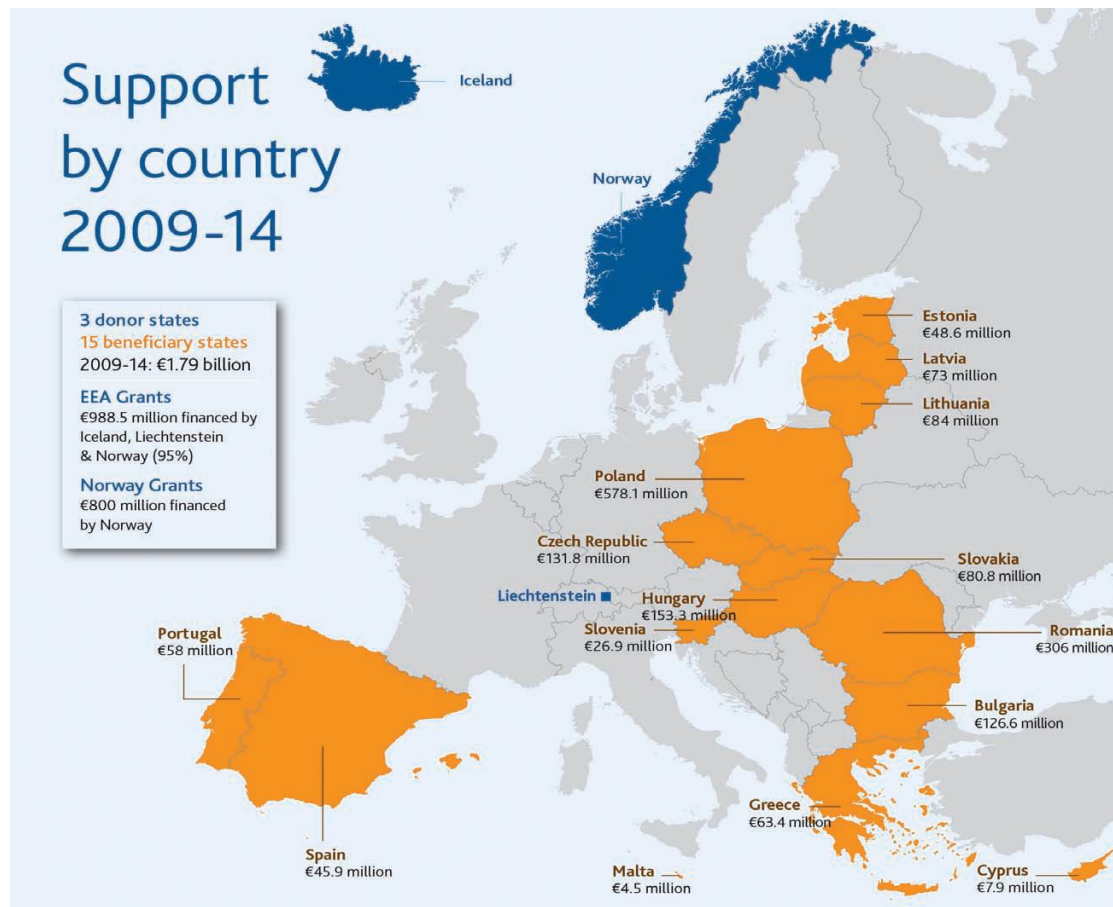 Support
by country
2009-14
Iceland
Norway
3 donor states
15 beneficiary states
2009-14: €1.79 billion
EEA Grants
€988.5 million financed by
Iceland, Liechtenstein
& Norway (95%)
Norway Grants
€800 million financed
by Norway
Estonia
€48.6 million
Latvia
€73 million
Lithuania
€84 million
Poland
€578.1 million
Czech Republic
€131.8 million
Slovakia
€80.8 million
Liechtenstein
Hungary
€153.3 million
Slovenia
€26.9 million
Portugal
€58 million
Romania
€306 million
Bulgaria
€126.6 million
Greece
€63.4 million
Spain
€45.9 million
Malta
€4.5 million
Cyprus
€7.9 million